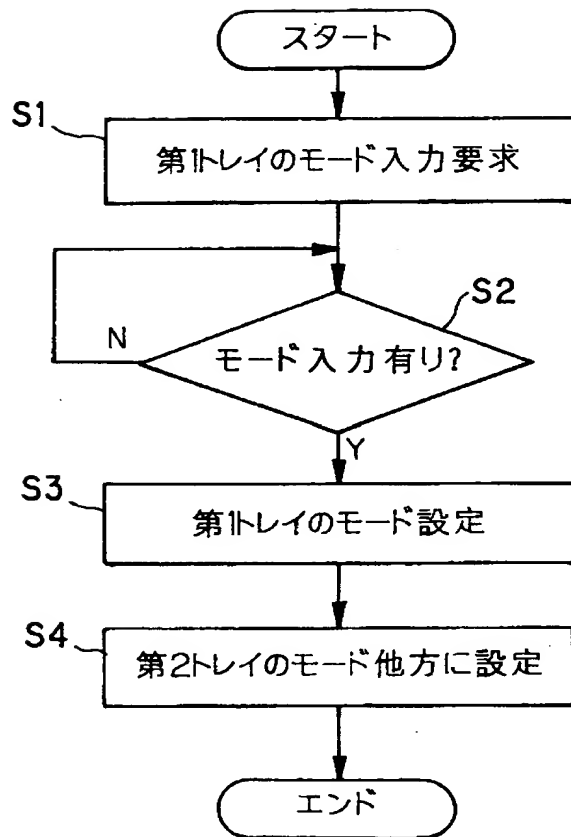 スタート
S1
第1トレイのモード入力要求
S2
N
モード入力有り?
Y
S3
第1トレイのモード設定
S4
第2トレイのモード他方に設定
エンド